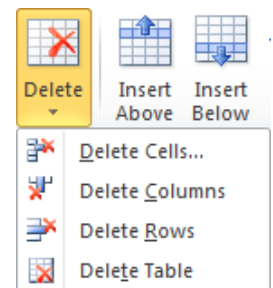 Delete Insert Insert
Above Below
Delete Cells...
Delete Columns
Delete Rows
Delete Table